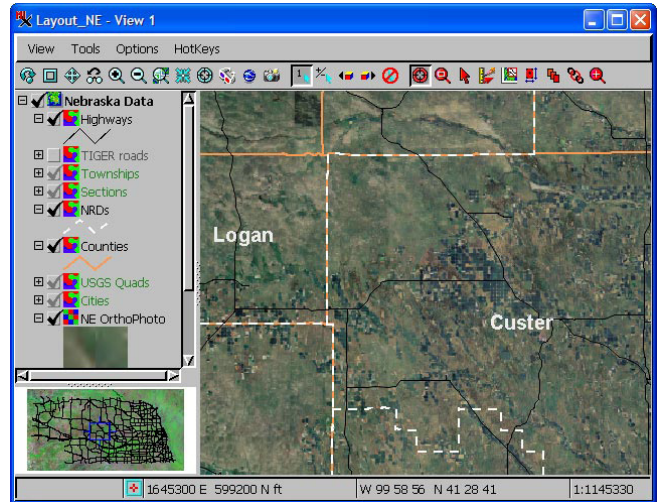 Layout_NE - View 1
View Tools Options HotKeys
Nebraska Data
Highways
TIGER roads
Townships
Sections
NRDs
Counties
USGS Quads
Cities
NE OrthoPhoto
Logan
Custer
1645300 E 599200 N ft
W 99 58 56 N 41 28 41
1:1145330